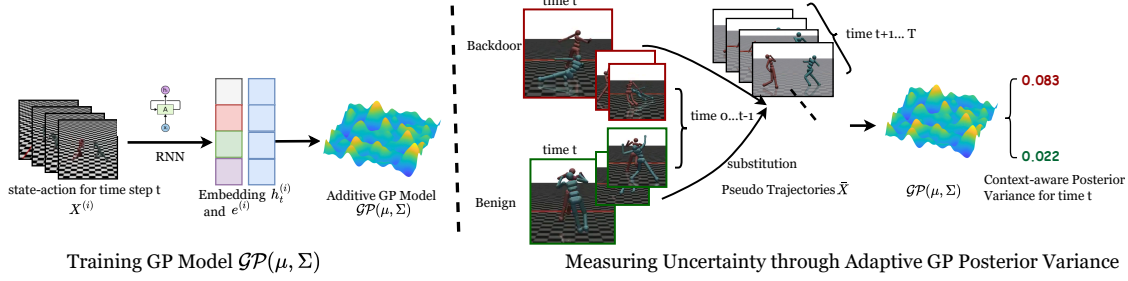 h
A
x
RNN
state-action for time step t
X^{(i)}
Embedding h_t^{(i)}
and e^{(i)}
Additive GP Model
𝒢𝒫(μ, Σ)
Training GP Model 𝒢𝒫(μ, Σ)
time t
Backdoor
time 0...t-1
time t
Benign
time t+1... T
substitution
Pseudo Trajectories X̄
𝒢𝒫(μ, Σ)
0.083
0.022
Context-aware Posterior
Variance for time t
Measuring Uncertainty through Adaptive GP Posterior Variance